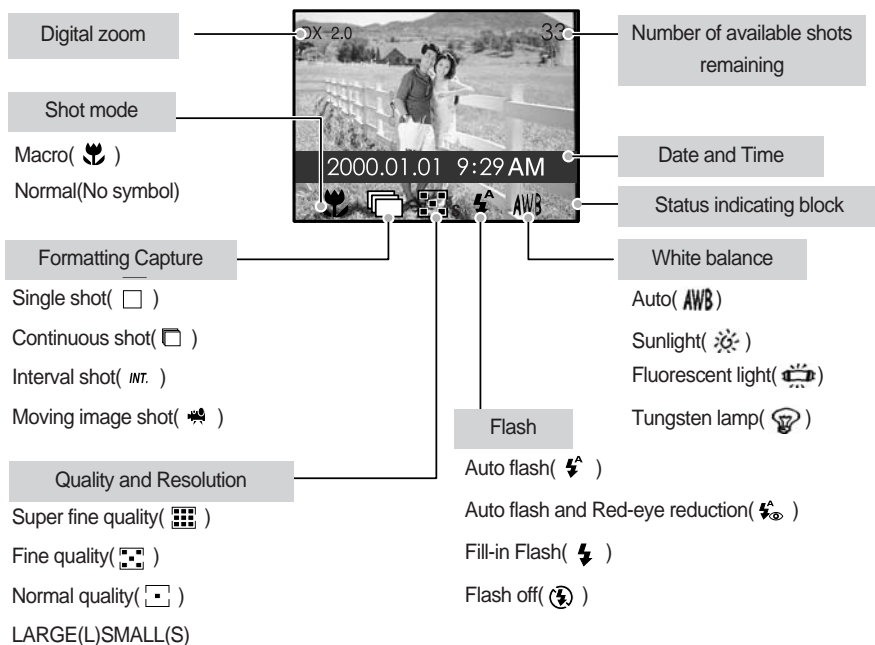 Digital zoom
DX-2.0
33
Number of available shots
remaining
Shot mode
Macro( )
Normal(No symbol)
2000.01.01 9:29 AM
Date and Time
S
A
AWB
Status indicating block
Formatting Capture
Single shot( )
Continuous shot( )
Interval shot( INT. )
Moving image shot( )
White balance
Auto( AWB )
Sunlight( )
Fluorescent light( )
Tungsten lamp( )
Quality and Resolution
Super fine quality( )
Fine quality( )
Normal quality( )
LARGE(L)SMALL(S)
Flash
Auto flash( A )
Auto flash and Red-eye reduction( A )
Fill-in Flash( )
Flash off( )